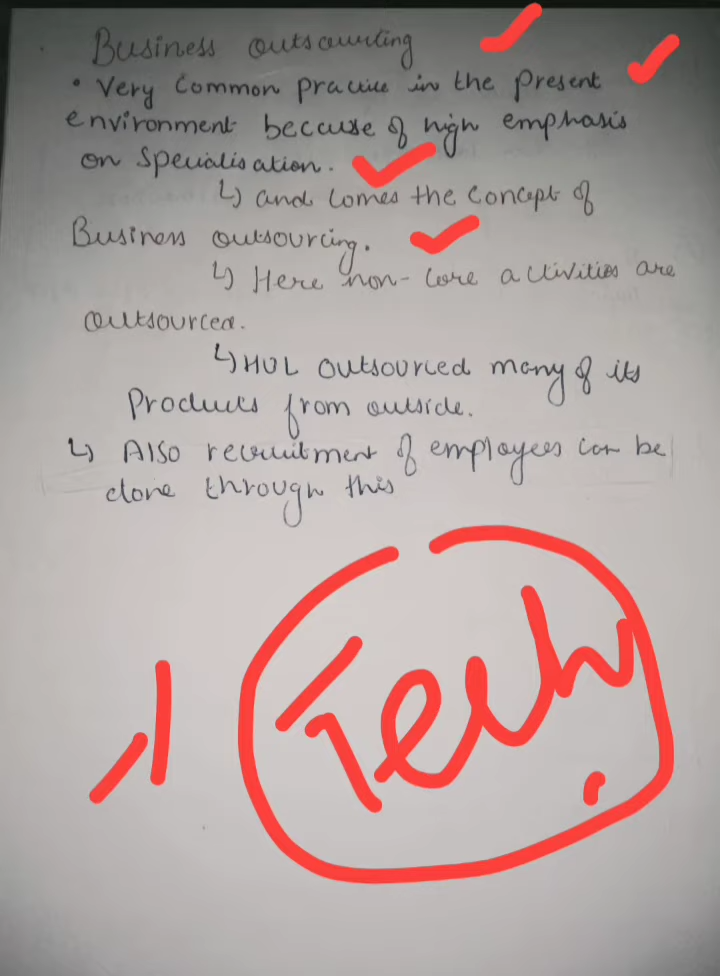 Business outscourting
• Very Common practice in the present
environment because of high emphasis
on Specialisation.
↳ and comes the concept of
Business outsourcing.
↳ Here non-core activities are
outsourced.
↳ HUL outsourced many of its
Products from outside.
↳ Also recruitment of employees can be
done through this
Tech